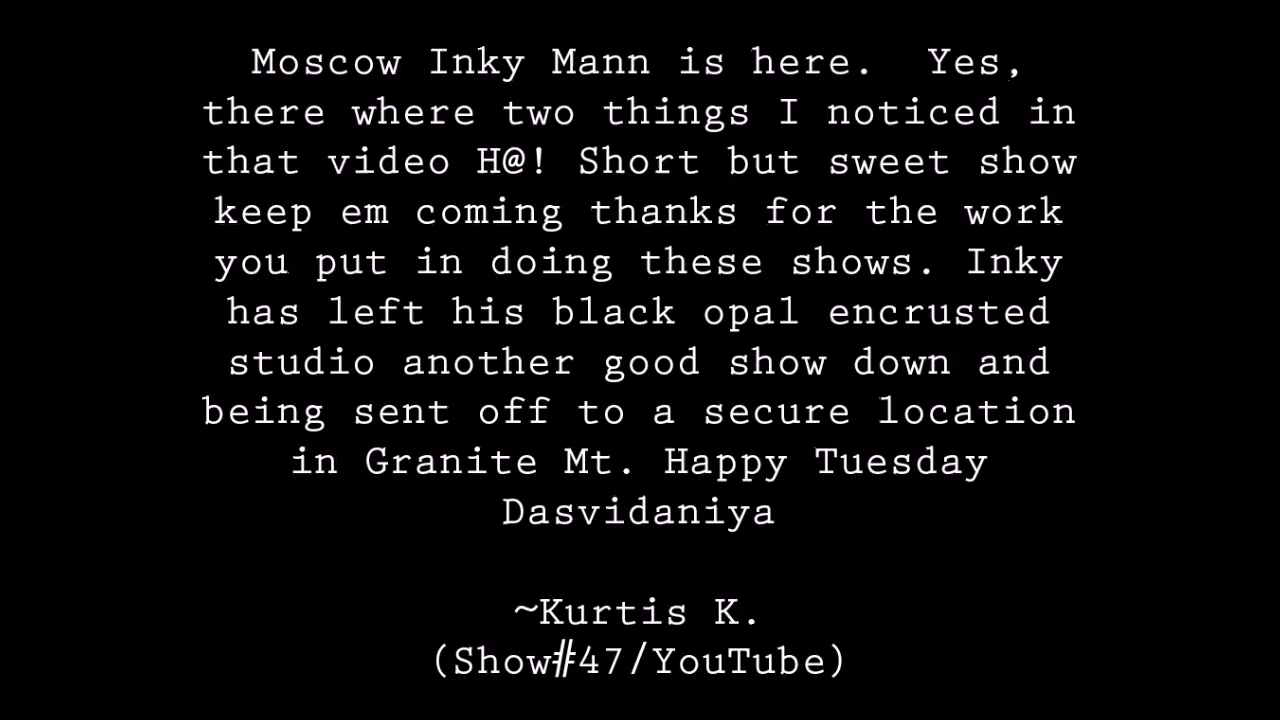 Moscow Inky Mann is here.  Yes,
there where two things I noticed in
that video H@! Short but sweet show
keep em coming thanks for the work
you put in doing these shows. Inky
has left his black opal encrusted
studio another good show down and
being sent off to a secure location
in Granite Mt. Happy Tuesday
Dasvidaniya
~Kurtis K.
(Show#47/YouTube)